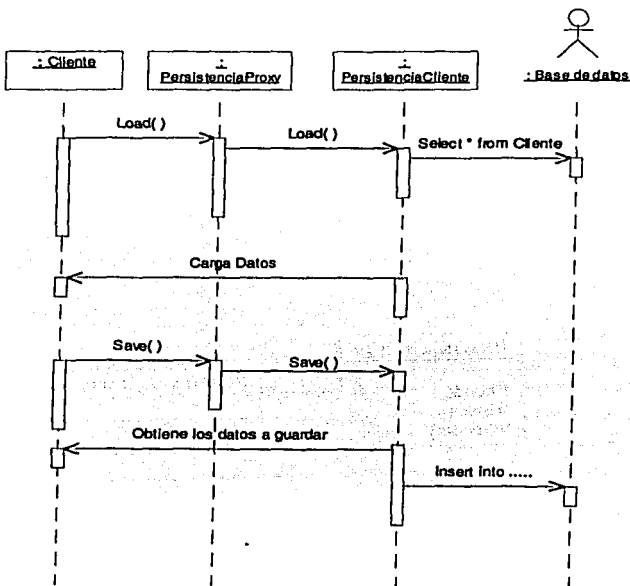 : Cliente
:
PersistenciaProxy
:
PersistenciaCliente
: Base de datos
Load( )
Load( )
Select * from Cliente
Carga Datos
Save( )
Save( )
Obtiene los datos a guardar
Insert into .....